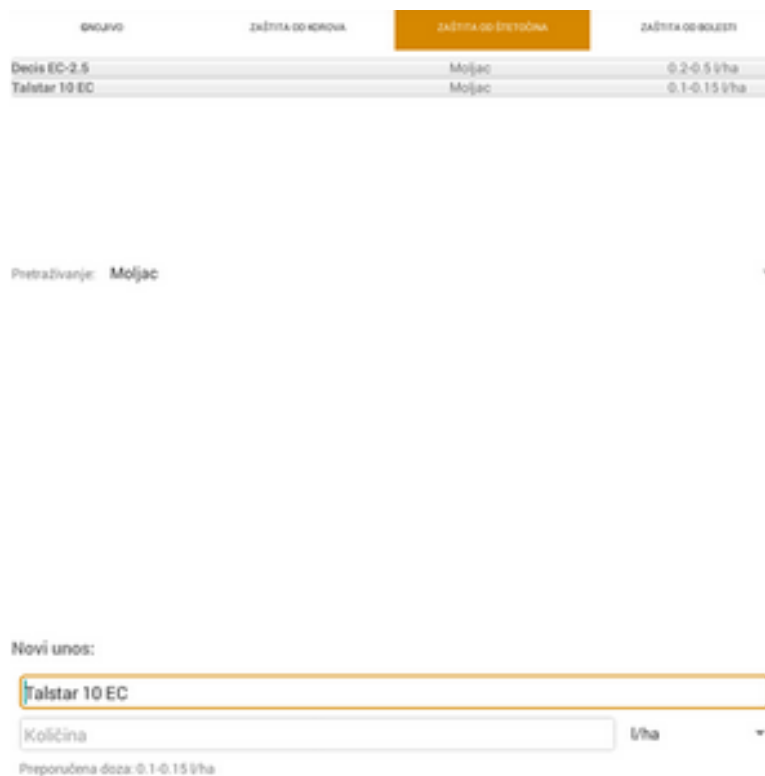 GNOJIVO ZAŠTITA OD KOROVA ZAŠTITA OD ŠTETOČINA ZAŠTITA OD BOLESTI
Decis EC-2.5 Moljac 0.2-0.5 l/ha
Talstar 10 EC Moljac 0.1-0.15 l/ha
Pretraživanje: Moljac
Novi unos:
Talstar 10 EC
Količina l/ha
Preporučena doza: 0.1-0.15 l/ha